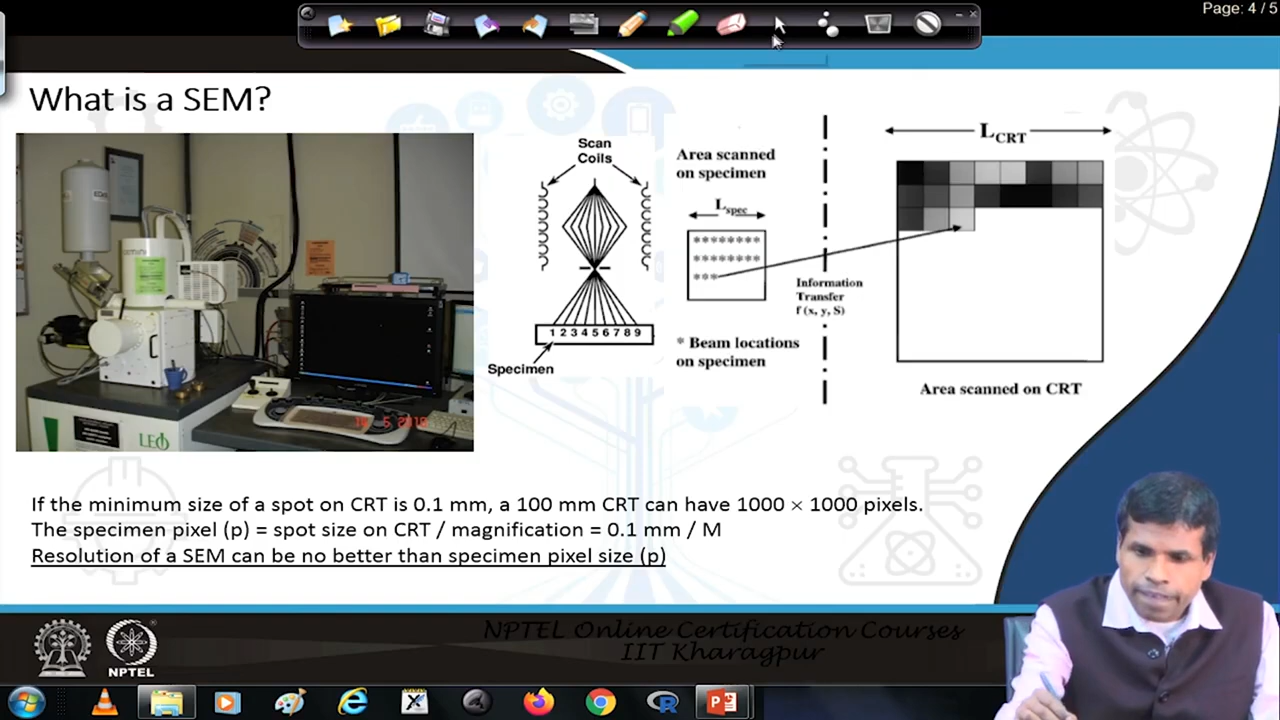 Page: 4 / 5
What is a SEM?
Scan
Coils
1 2 3 4 5 6 7 8 9
Specimen
Area scanned
on specimen
Lspec
********
********
***
* Beam locations
on specimen
Information
Transfer
f (x, y, S)
LCRT
Area scanned on CRT
LEO
5 2010
If the minimum size of a spot on CRT is 0.1 mm, a 100 mm CRT can have 1000 × 1000 pixels.
The specimen pixel (p) = spot size on CRT / magnification = 0.1 mm / M
Resolution of a SEM can be no better than specimen pixel size (p)
NPTEL
NPTEL Online Certification Courses
IIT Kharagpur